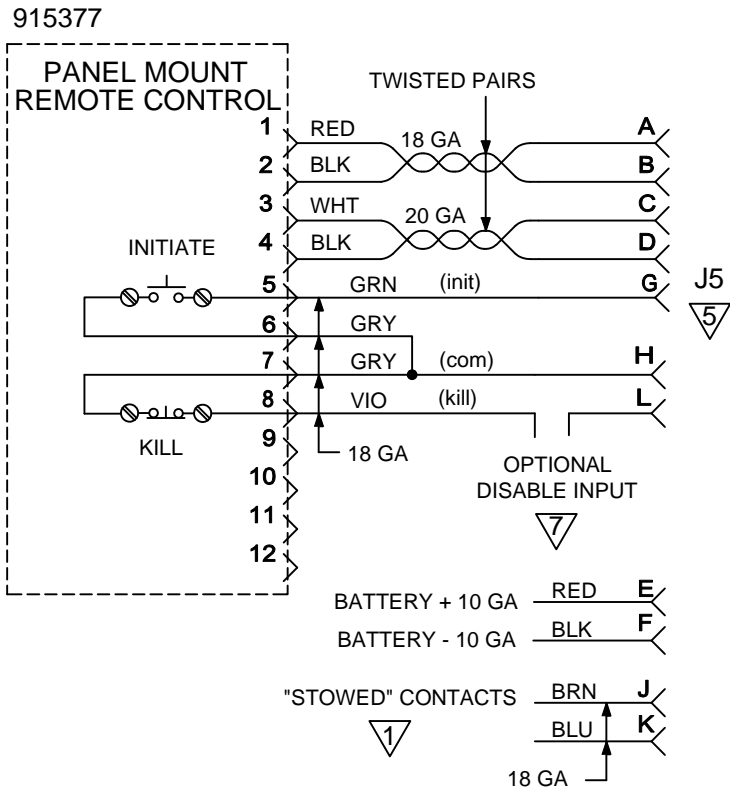 915377
PANEL MOUNT
REMOTE CONTROL
TWISTED PAIRS
1 RED 18 GA A
2 BLK B
3 WHT 20 GA C
4 BLK D
INITIATE
5 GRN (init) G J5
6 GRY 5
7 GRY (com) H
8 VIO (kill) L
KILL
9 18 GA
10 OPTIONAL
DISABLE INPUT
11 7
12
BATTERY + 10 GA RED E
BATTERY - 10 GA BLK F
"STOWED" CONTACTS BRN J
1 BLU K
18 GA